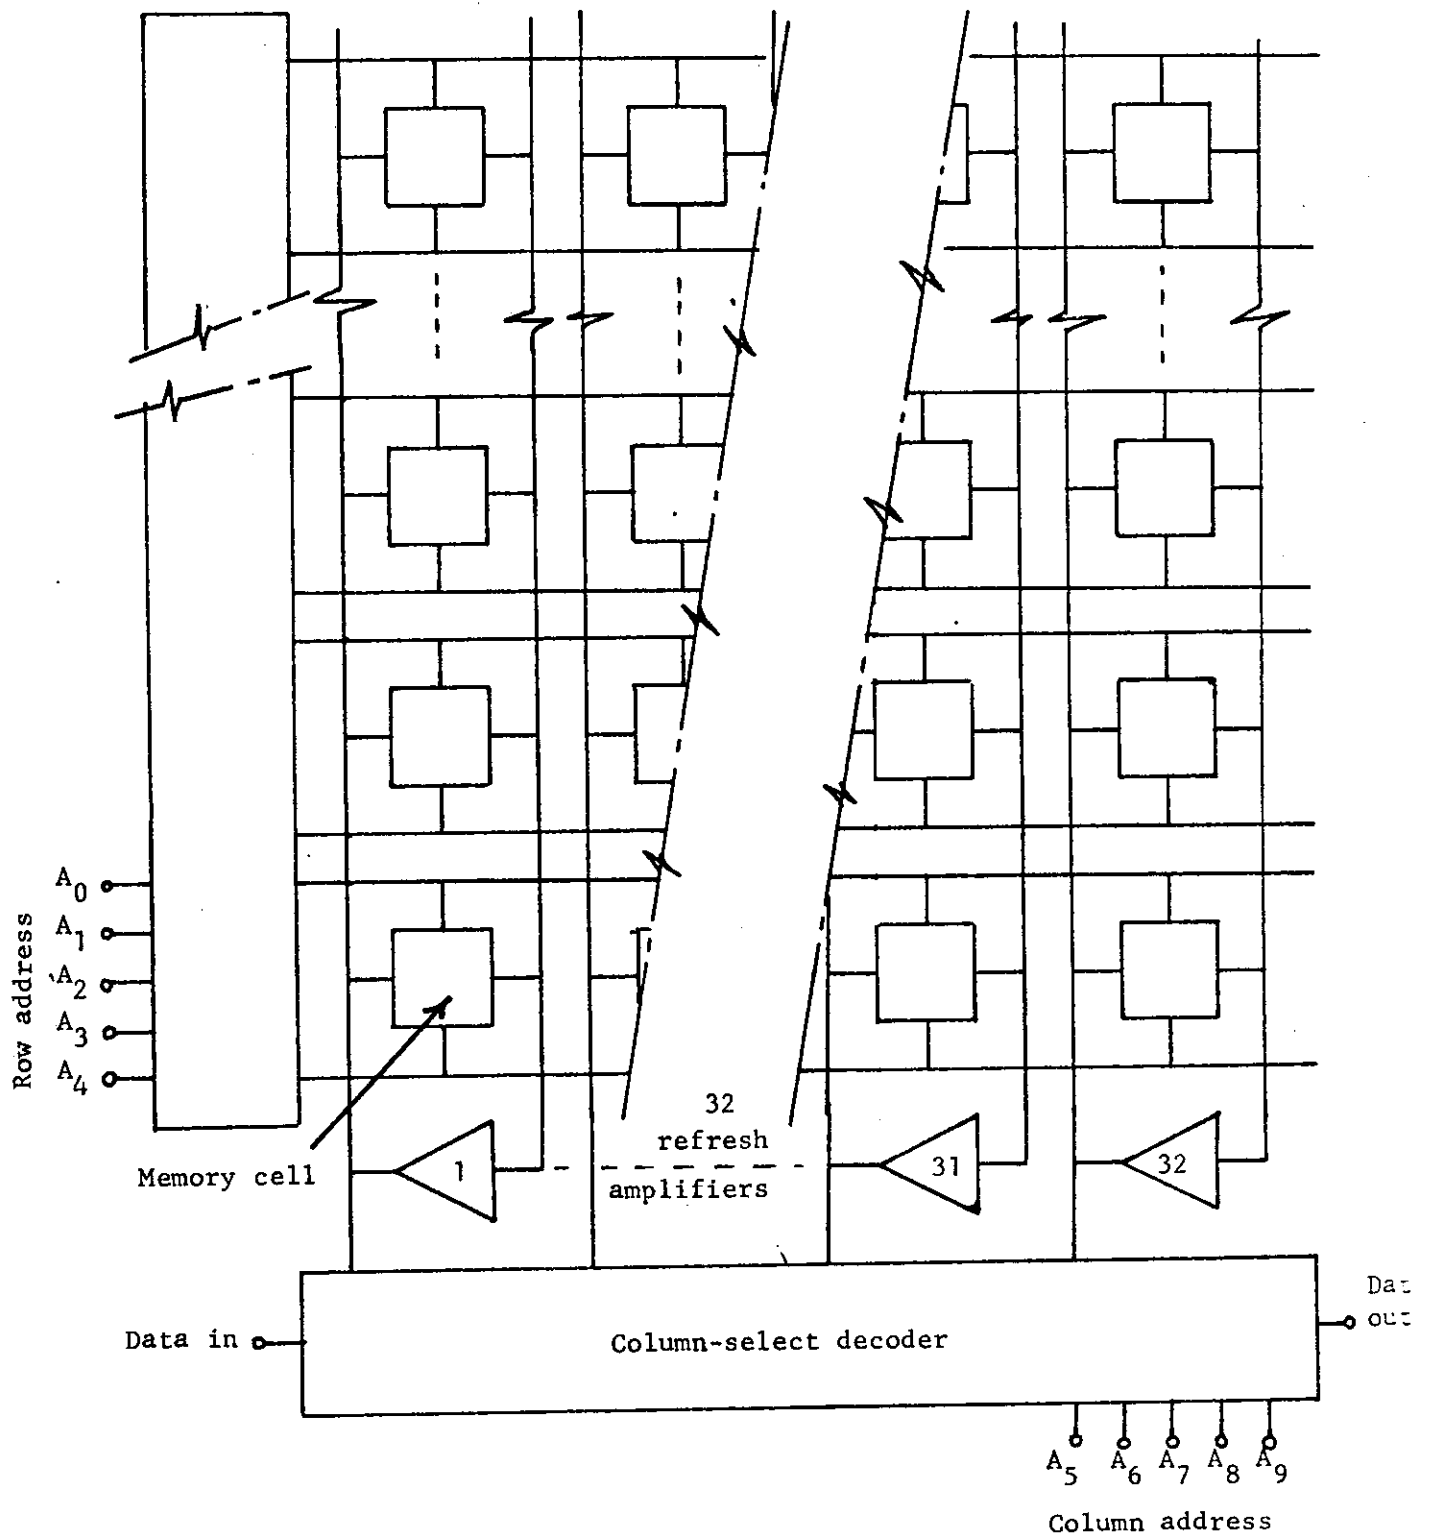 A0
A1
A2
A3
A4
Row address
Memory cell
1
32
refresh
amplifiers
31
32
Data in
Column-select decoder
out
A5 A6 A7 A8 A9
Column address